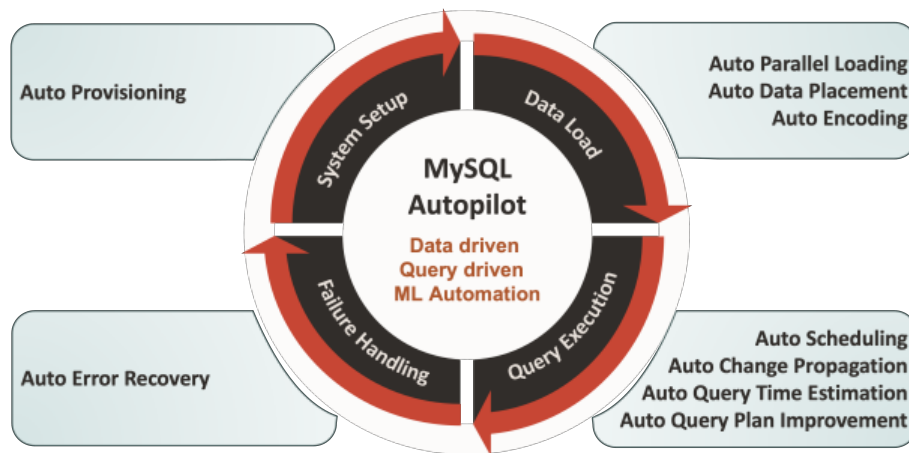 Auto Provisioning
System Setup
Data Load
Auto Parallel Loading
Auto Data Placement
Auto Encoding
MySQL
Autopilot
Data driven
Query driven
ML Automation
Auto Error Recovery
Failure Handling
Query Execution
Auto Scheduling
Auto Change Propagation
Auto Query Time Estimation
Auto Query Plan Improvement